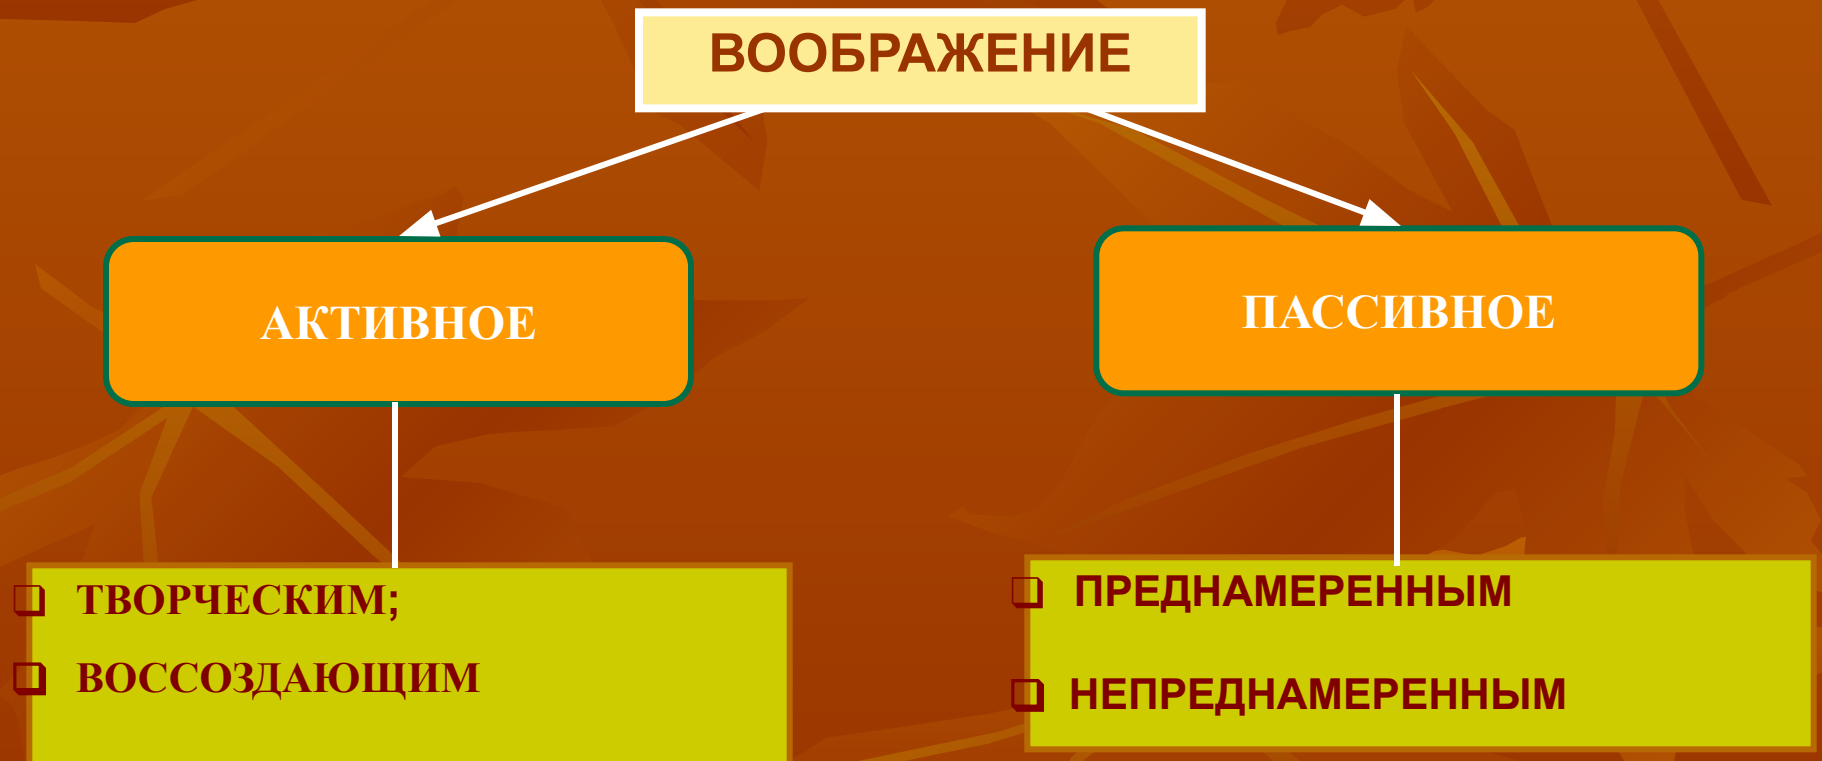 ВООБРАЖЕНИЕ
АКТИВНОЕ
ПАССИВНОЕ
ТВОРЧЕСКИМ;
ВОССОЗДАЮЩИМ
ПРЕДНАМЕРЕННЫМ
НЕПРЕДНАМЕРЕННЫМ